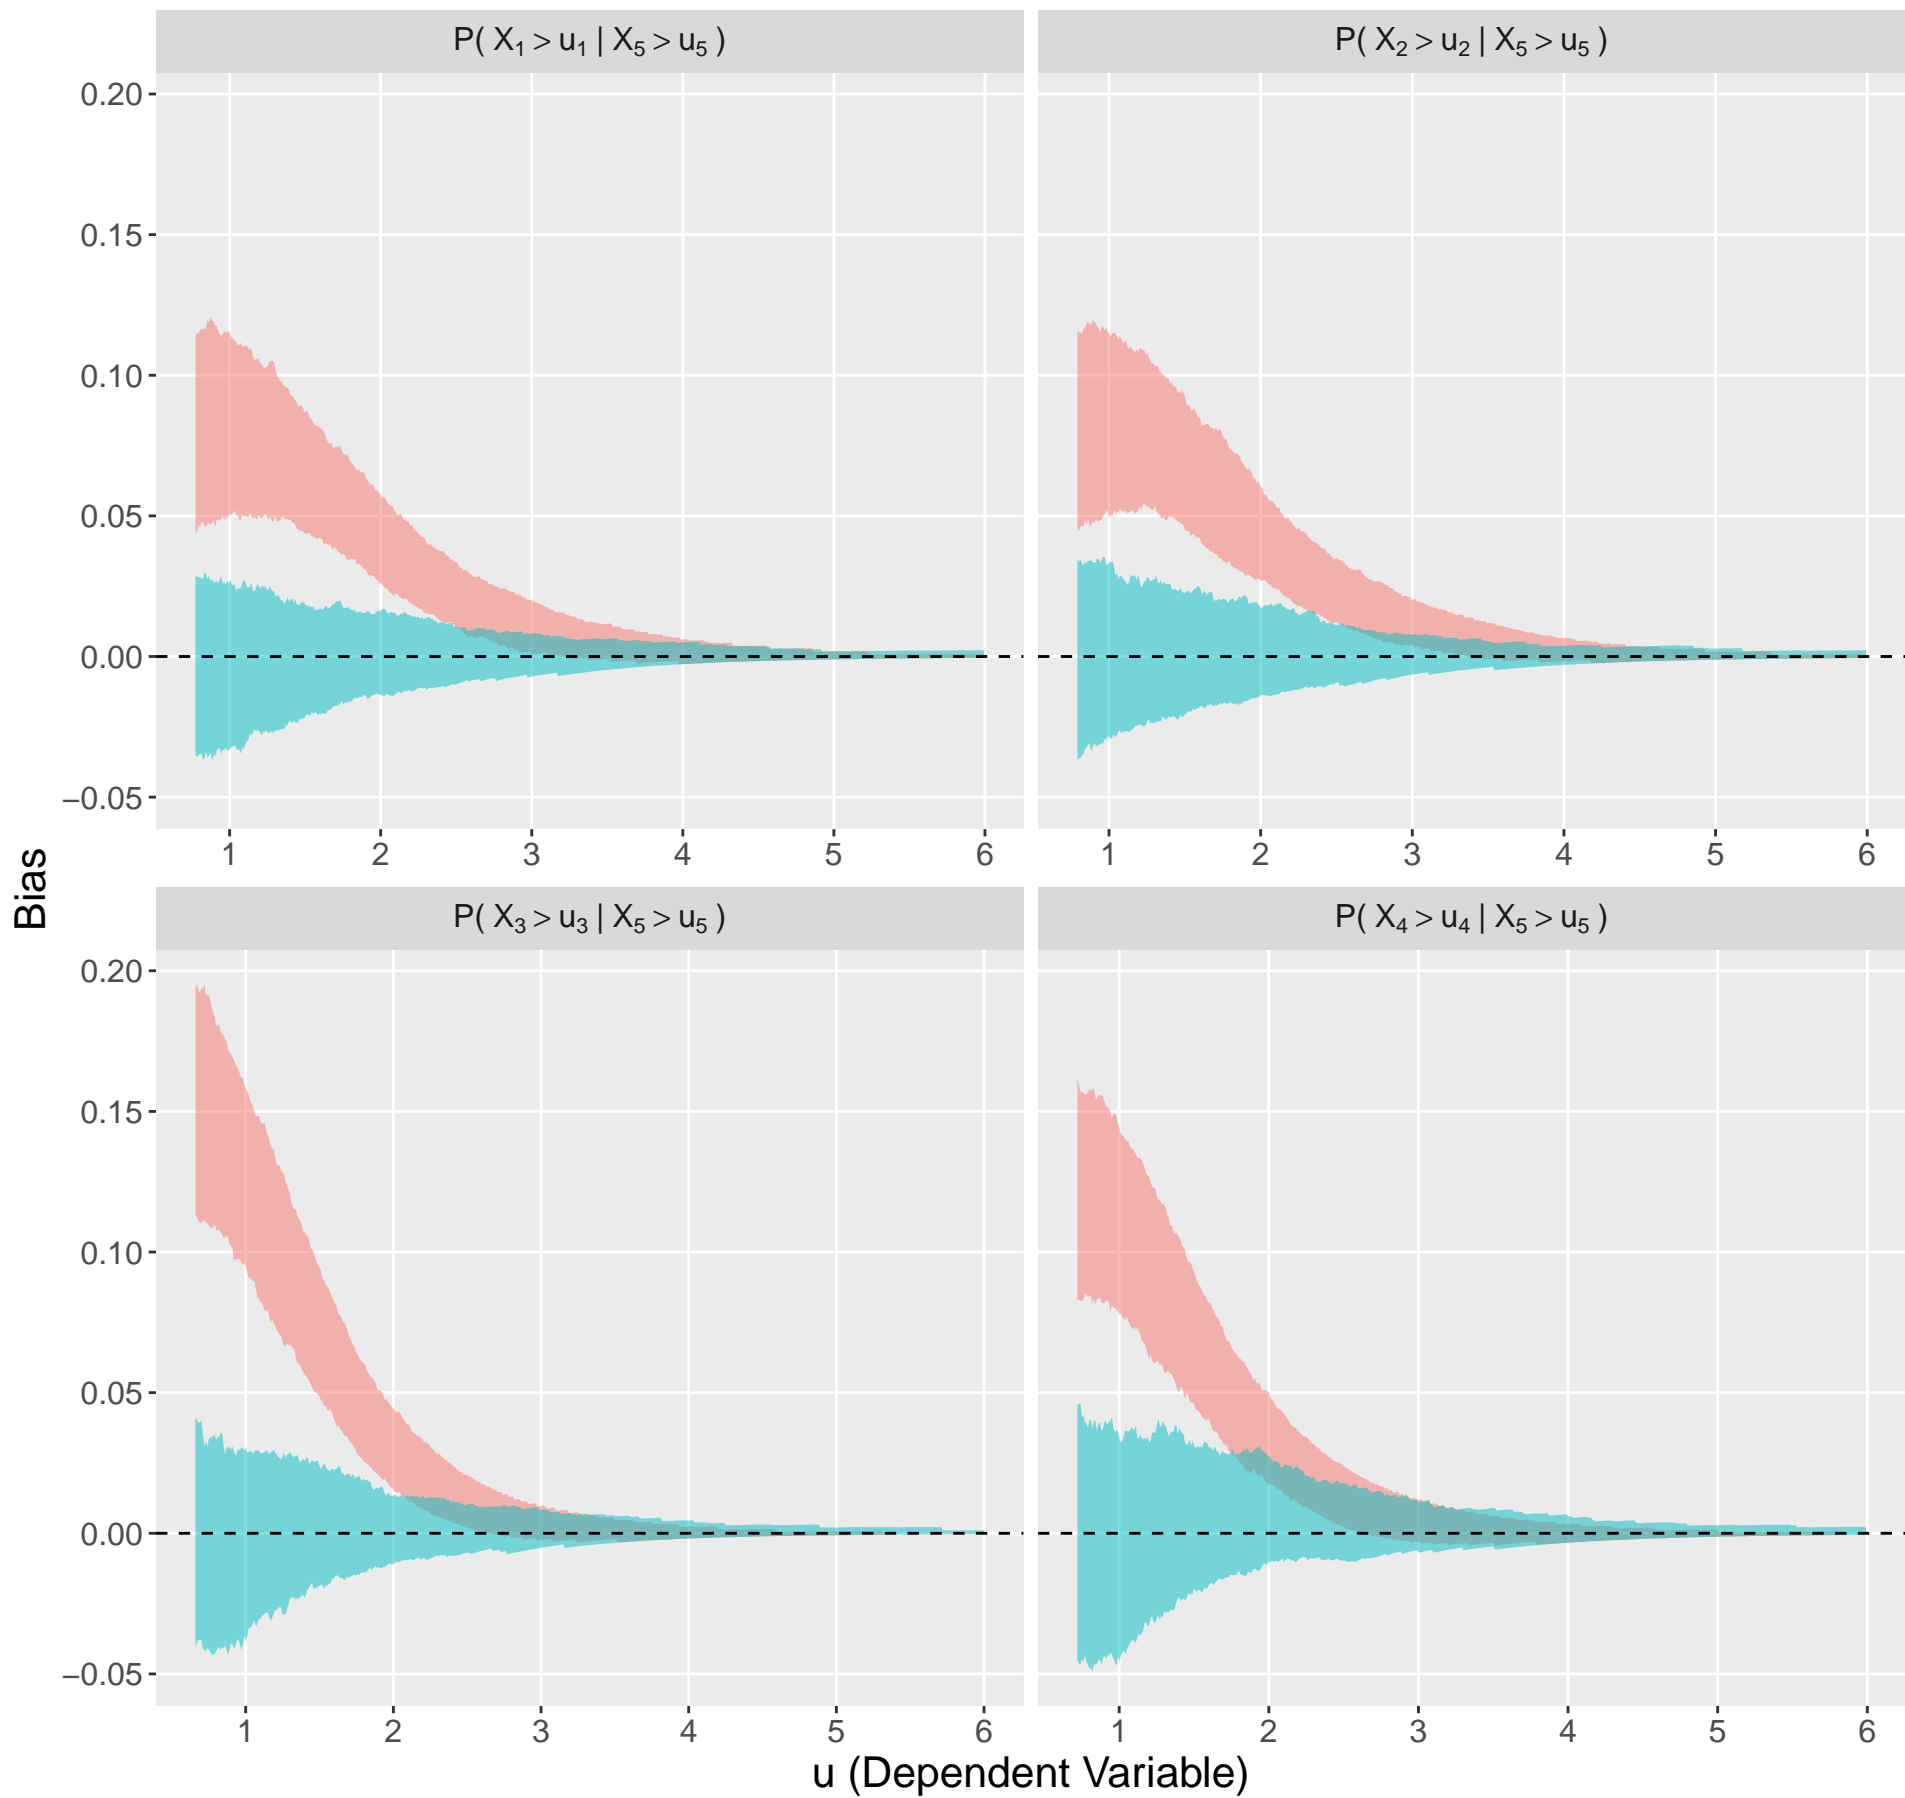 P( X₁ > u₁ | X₅ > u₅ )
P( X₂ > u₂ | X₅ > u₅ )
0.20
0.15
0.10
0.05
0.00
−0.05
1 2 3 4 5 6
1 2 3 4 5 6
Bias
P( X₃ > u₃ | X₅ > u₅ )
P( X₄ > u₄ | X₅ > u₅ )
0.20
0.15
0.10
0.05
0.00
−0.05
1 2 3 4 5 6
1 2 3 4 5 6
u (Dependent Variable)